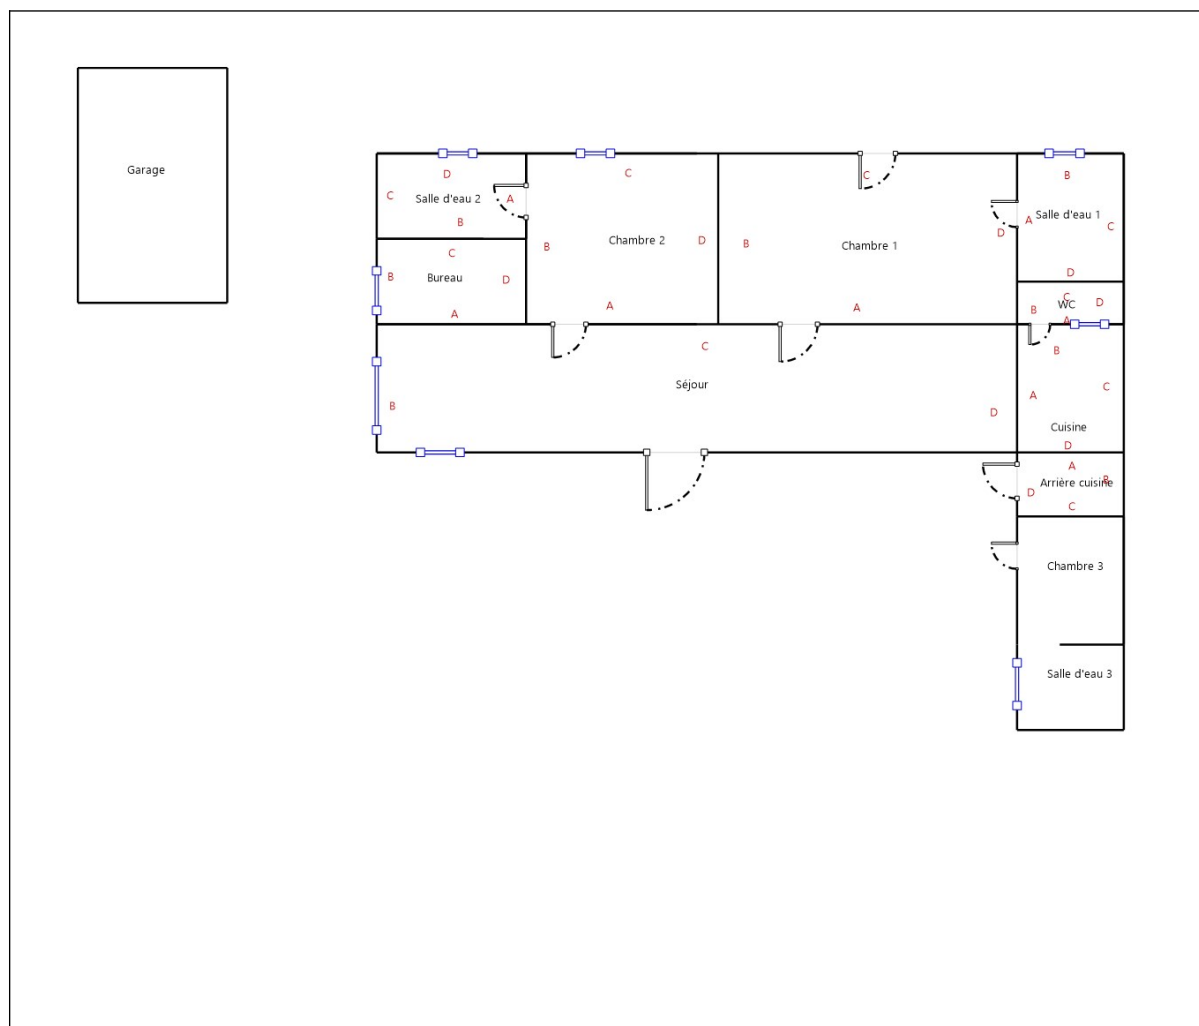 Garage
D
C
Salle d'eau 2
A
B
C
B
Bureau
D
A
C
B
Chambre 2
D
A
C
B
Chambre 1
D
A
B
A
Salle d'eau 1
C
D
C
B
WC
D
A
C
B
Séjour
D
B
A
C
Cuisine
D
A
B
Arrière cuisine
D
C
Chambre 3
Salle d'eau 3